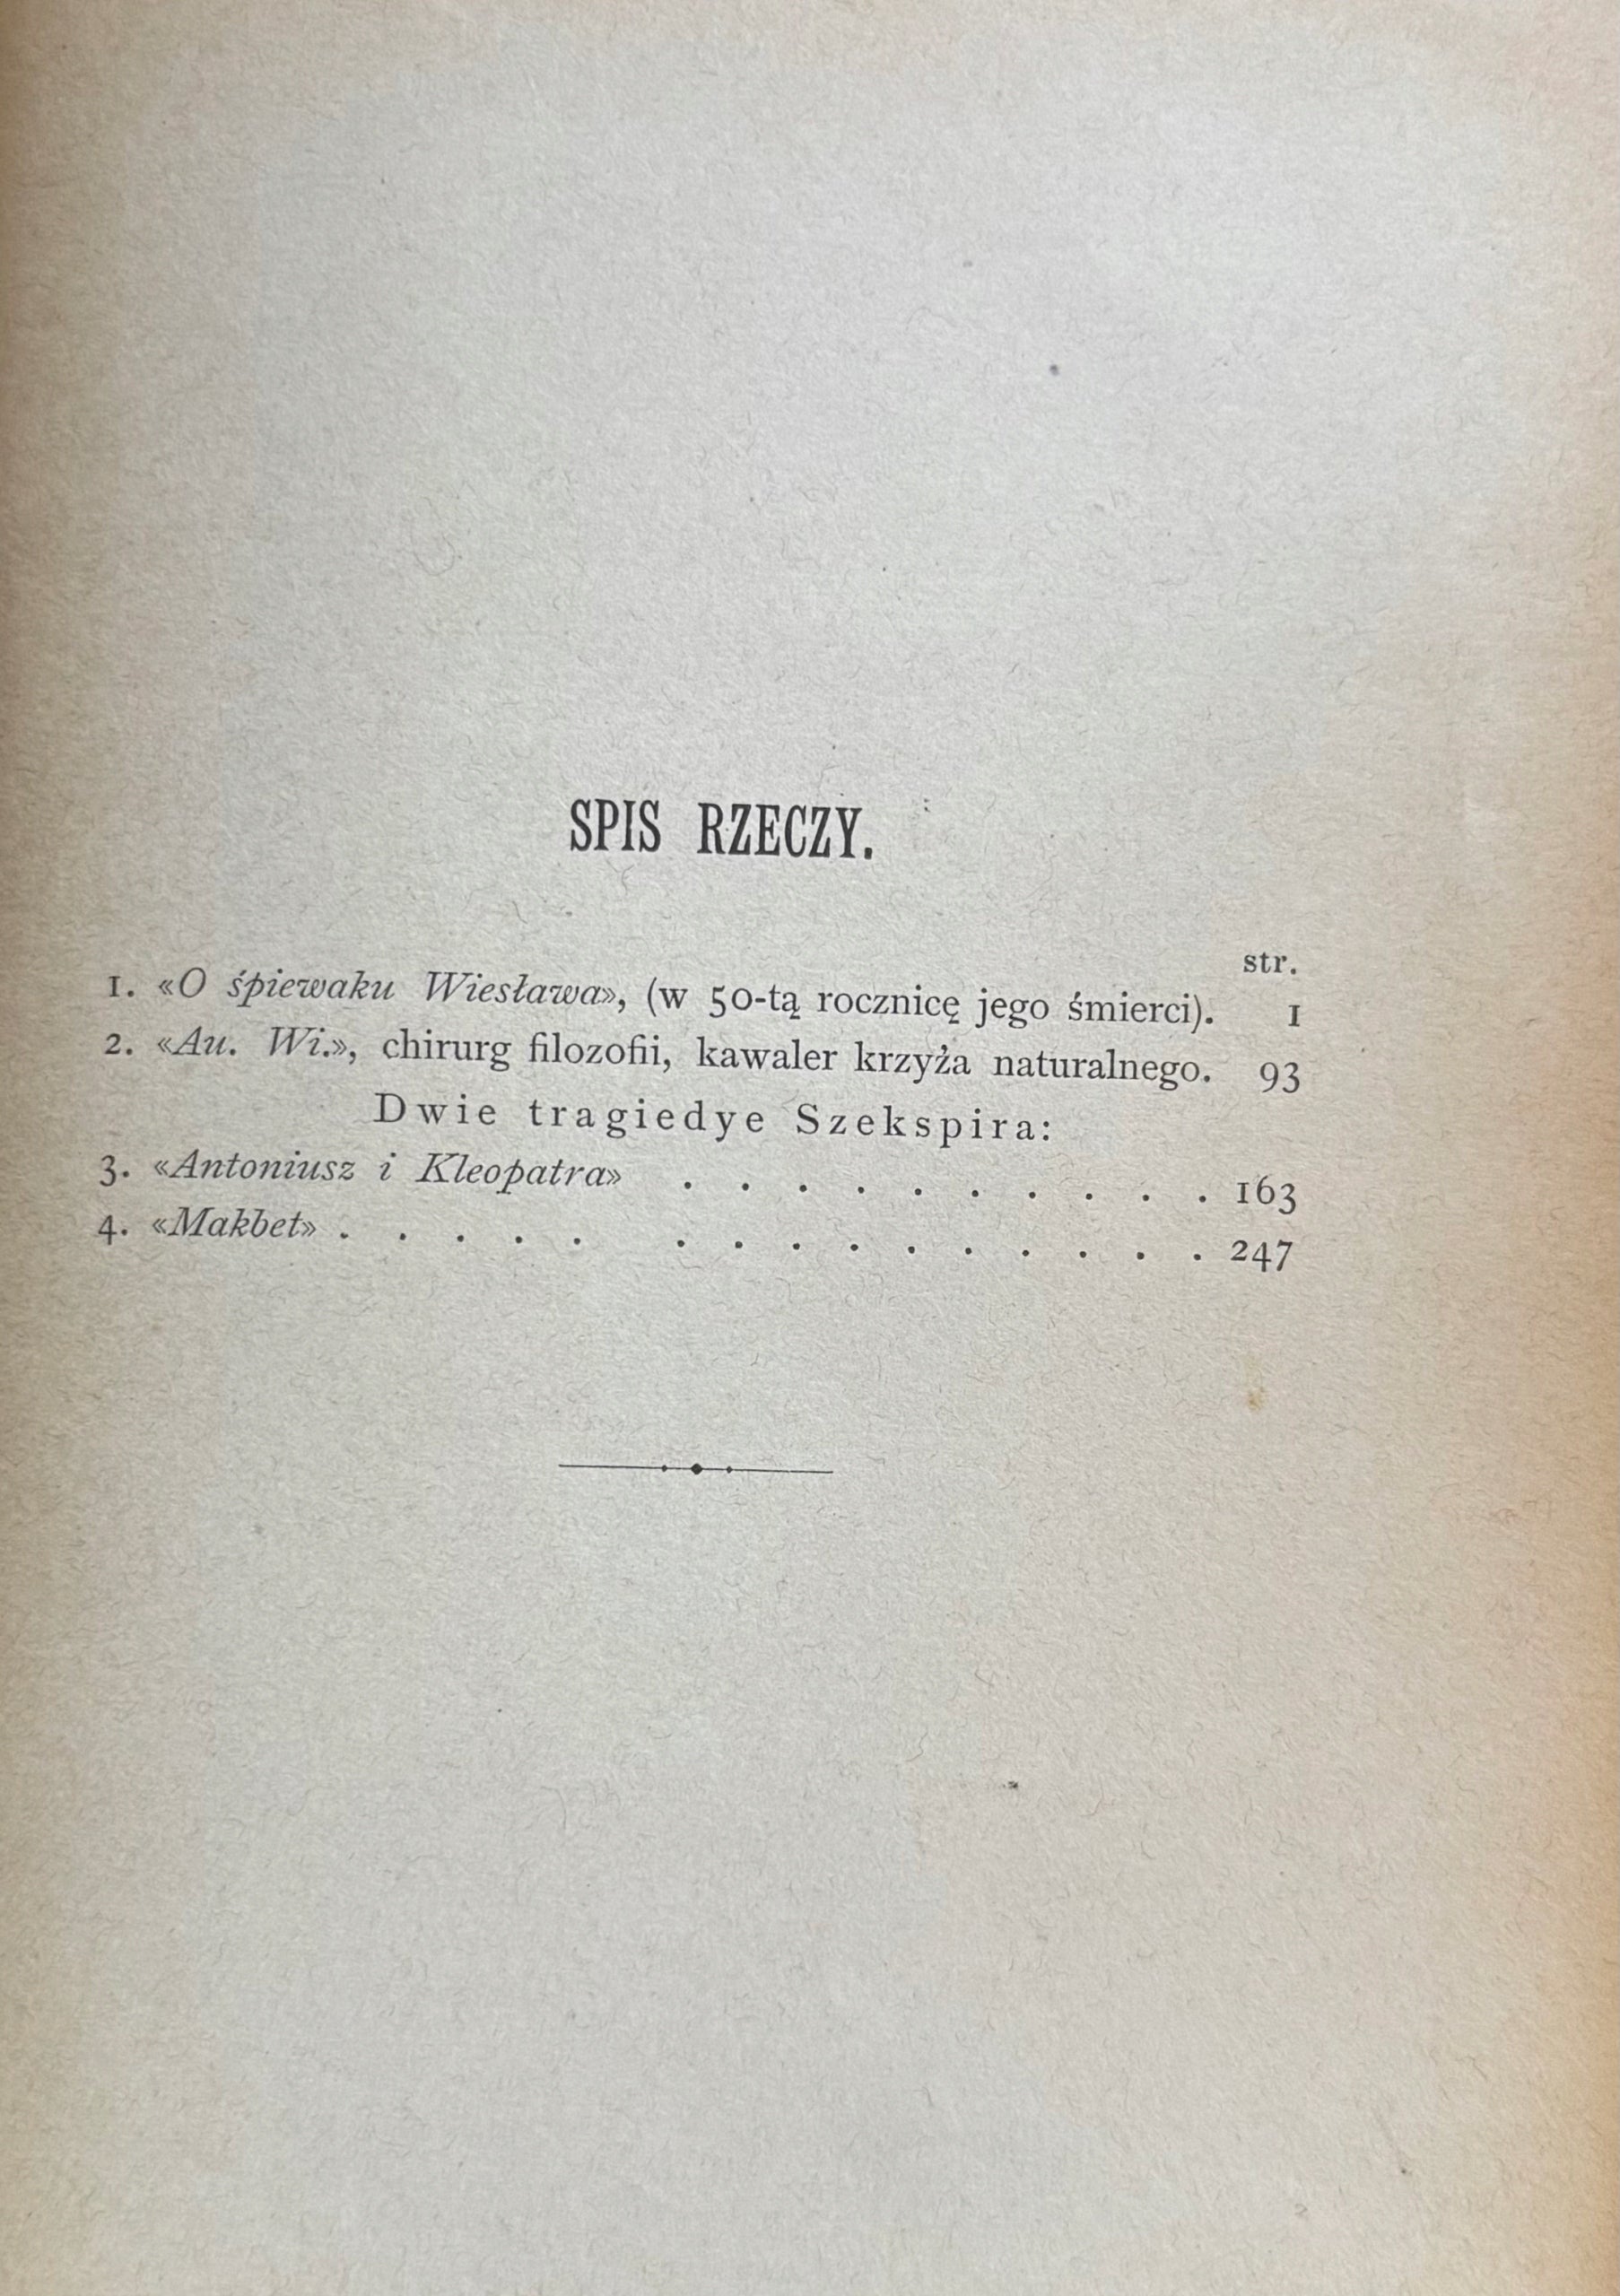 SPIS RZECZY.
str.
1. «O śpiewaku Wiesława», (w 50-tą rocznicę jego śmierci). 1
2. «Au. Wi.», chirurg filozofii, kawaler krzyża naturalnego. 93
Dwie tragiedye Szekspira:
3. «Antoniusz i Kleopatra» . . . . . . . . . . 163
4. «Makbet» . . . . . . . . . . . . . . . 247